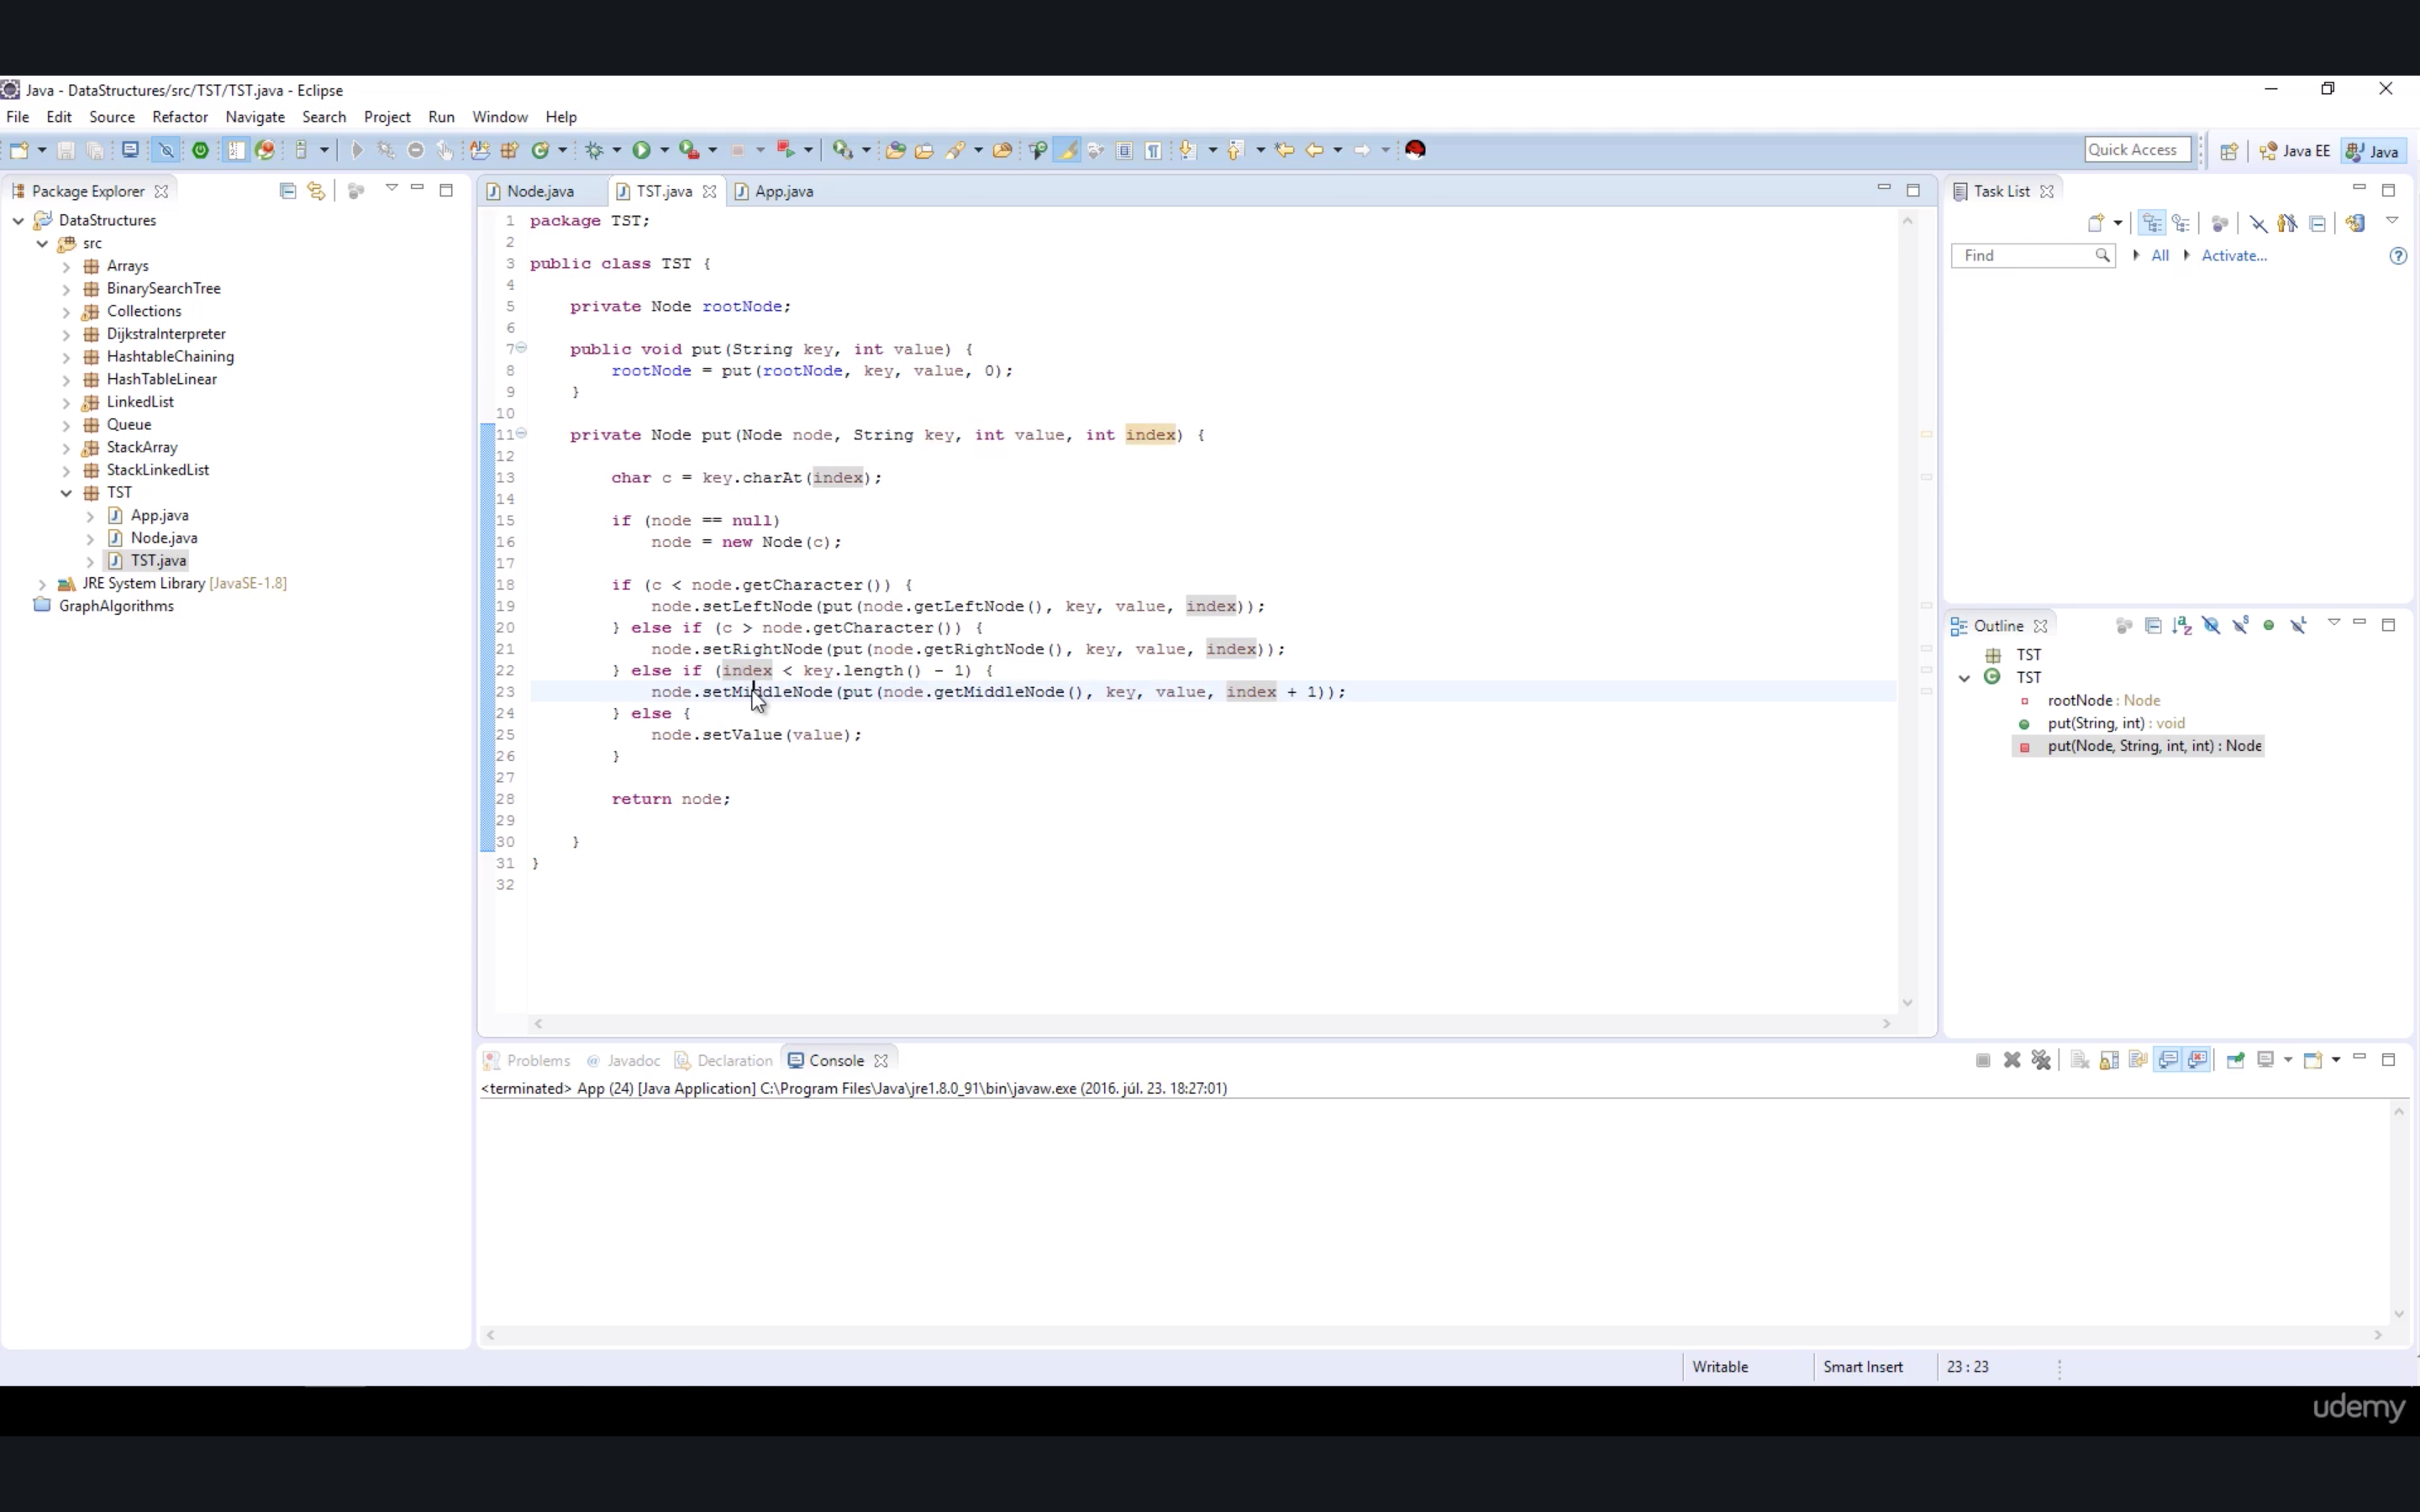 Java - DataStructures/src/TST/TST.java - Eclipse
File Edit Source Refactor Navigate Search Project Run Window Help
Quick Access Java EE Java
Package Explorer
DataStructures
src
Arrays
BinarySearchTree
Collections
DijkstraInterpreter
HashtableChaining
HashTableLinear
LinkedList
Queue
StackArray
StackLinkedList
TST
App.java
Node.java
TST.java
JRE System Library [JavaSE-1.8]
GraphAlgorithms
Node.java TST.java App.java
1 package TST;
2
3 public class TST {
4
5 private Node rootNode;
6
7 public void put(String key, int value) {
8 rootNode = put(rootNode, key, value, 0);
9 }
10
11 private Node put(Node node, String key, int value, int index) {
12
13 char c = key.charAt(index);
14
15 if (node == null)
16 node = new Node(c);
17
18 if (c < node.getCharacter()) {
19 node.setLeftNode(put(node.getLeftNode(), key, value, index));
20 } else if (c > node.getCharacter()) {
21 node.setRightNode(put(node.getRightNode(), key, value, index));
22 } else if (index < key.length() - 1) {
23 node.setMiddleNode(put(node.getMiddleNode(), key, value, index + 1));
24 } else {
25 node.setValue(value);
26 }
27
28 return node;
29
30 }
31 }
32
Task List
Find All Activate...
Outline
TST
TST
rootNode : Node
put(String, int) : void
put(Node, String, int, int) : Node
Problems Javadoc Declaration Console
<terminated> App (24) [Java Application] C:\Program Files\Java\jre1.8.0_91\bin\javaw.exe (2016. júl. 23. 18:27:01)
Writable Smart Insert 23 : 23
udemy